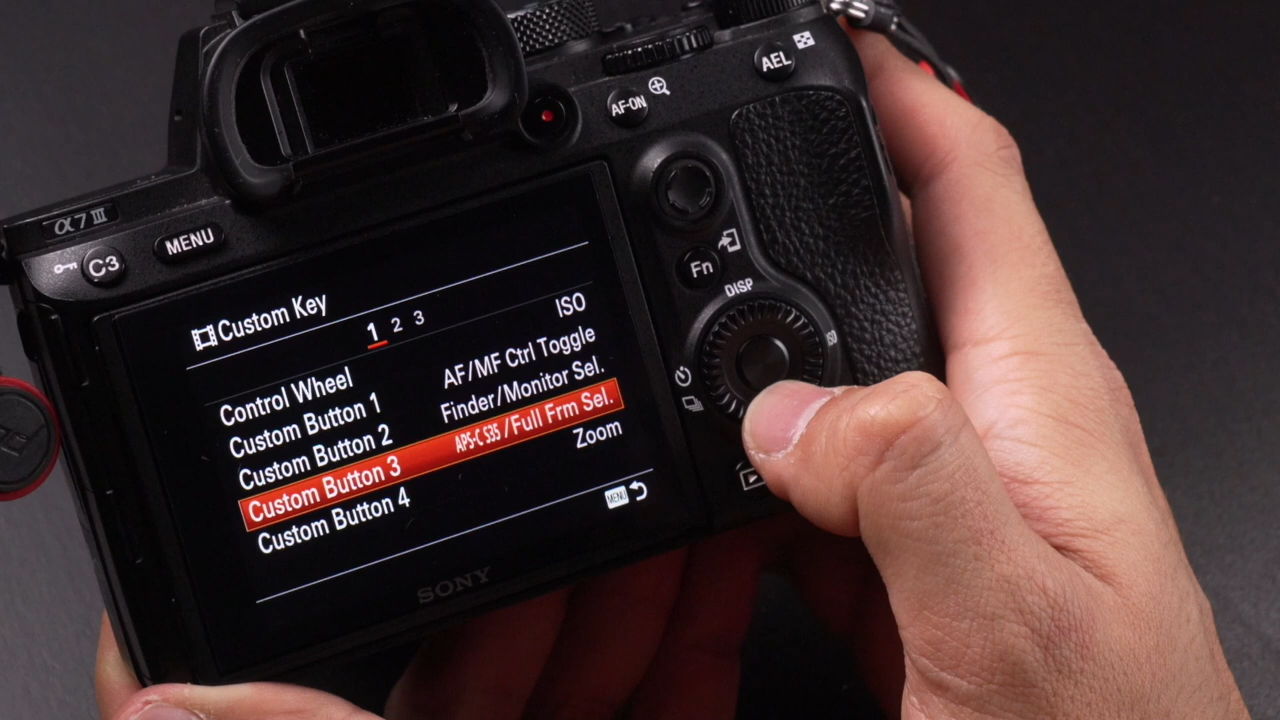 α7 III
C3
MENU
AF-ON
AEL
Fn
DISP
ISO
Custom Key
1 2 3
Control Wheel ISO
Custom Button 1 AF/MF Ctrl Toggle
Custom Button 2 Finder/Monitor Sel.
Custom Button 3 APS-C S35 /Full Frm Sel.
Custom Button 4 Zoom
MENU
SONY